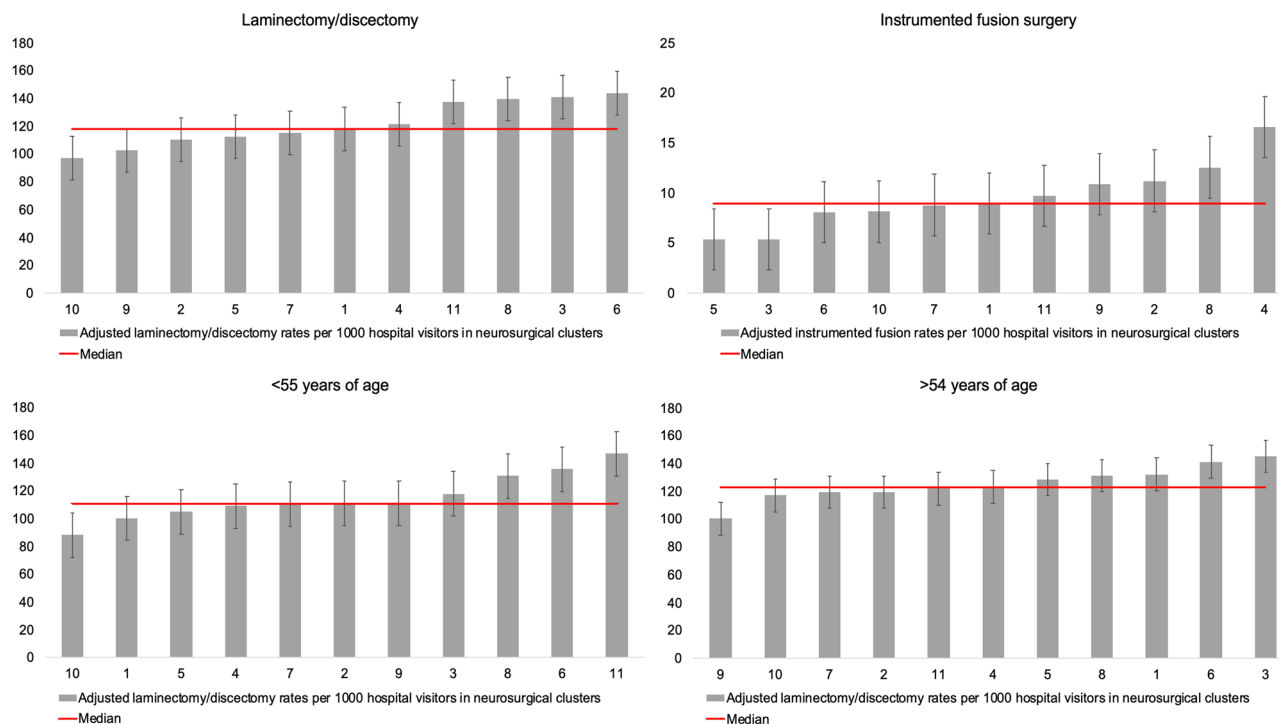 Laminectomy/discectomy
180
160
140
120
100
80
60
40
20
0
10 9 2 5 7 1 4 11 8 3 6
Adjusted laminectomy/discectomy rates per 1000 hospital visitors in neurosurgical clusters
Median
Instrumented fusion surgery
25
20
15
10
5
0
5 3 6 10 7 1 11 9 2 8 4
Adjusted instrumented fusion rates per 1000 hospital visitors in neurosurgical clusters
Median
<55 years of age
180
160
140
120
100
80
60
40
20
0
10 1 5 4 7 2 9 3 8 6 11
Adjusted laminectomy/discectomy rates per 1000 hospital visitors in neurosurgical clusters
Median
>54 years of age
180
160
140
120
100
80
60
40
20
0
9 10 7 2 11 4 5 8 1 6 3
Adjusted laminectomy/discectomy rates per 1000 hospital visitors in neurosurgical clusters
Median